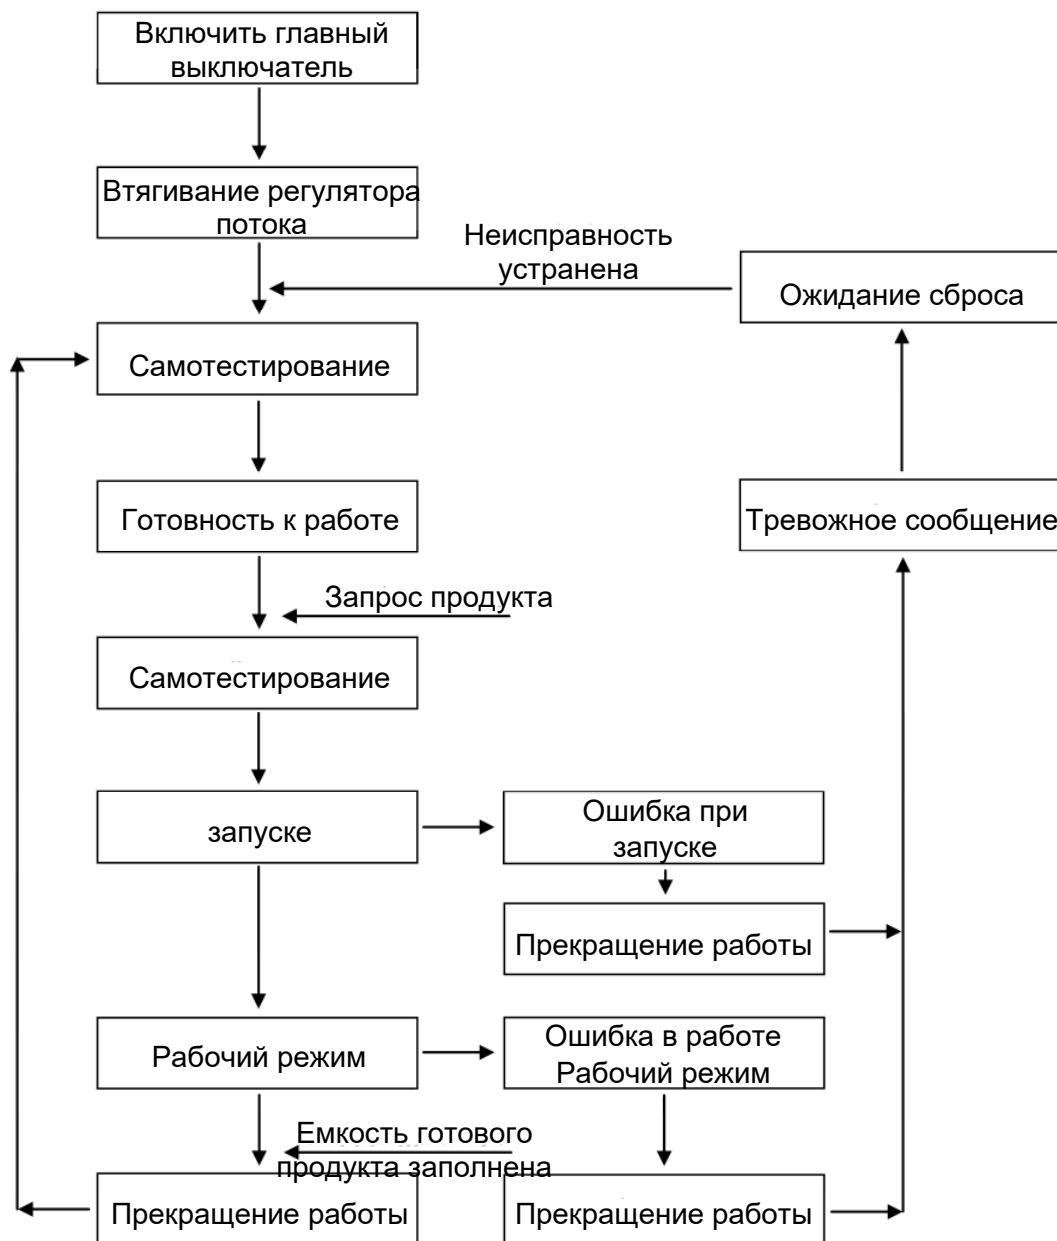 Включить главный
выключатель
Втягивание регулятора
потока
Неисправность
устранена
Ожидание сброса
Самотестирование
Готовность к работе
Тревожное сообщение
Запрос продукта
Самотестирование
запуске
Ошибка при
запуске
Прекращение работы
Рабочий режим
Ошибка в работе
Рабочий режим
Емкость готового
продукта заполнена
Прекращение работы
Прекращение работы